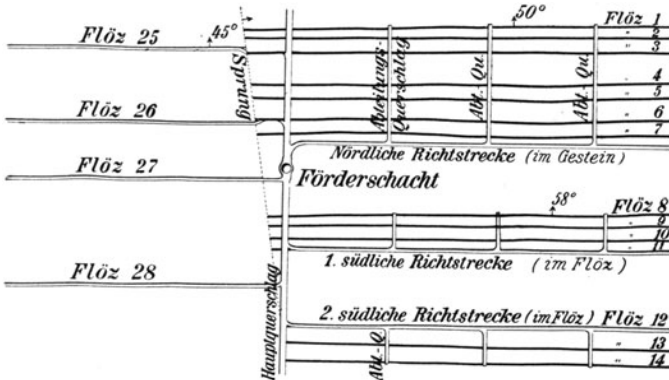 50° Flöz 1
" 2
Flöz 25 45° " 3
Sprung
Abteilungs-
Querschlag
Abt.-Qu.
Abt.-Qu.
" 4
" 5
Flöz 26 " 6
" 7
Nördliche Richtstrecke (im Gestein)
Flöz 27 Förderschacht
58° Flöz 8
" 9
" 10
" 11
1. südliche Richtstrecke (im Flöz)
Flöz 28
Hauptquerschlag
2. südliche Richtstrecke (im Flöz) Flöz 12
Abt.-Q.
" 13
" 14